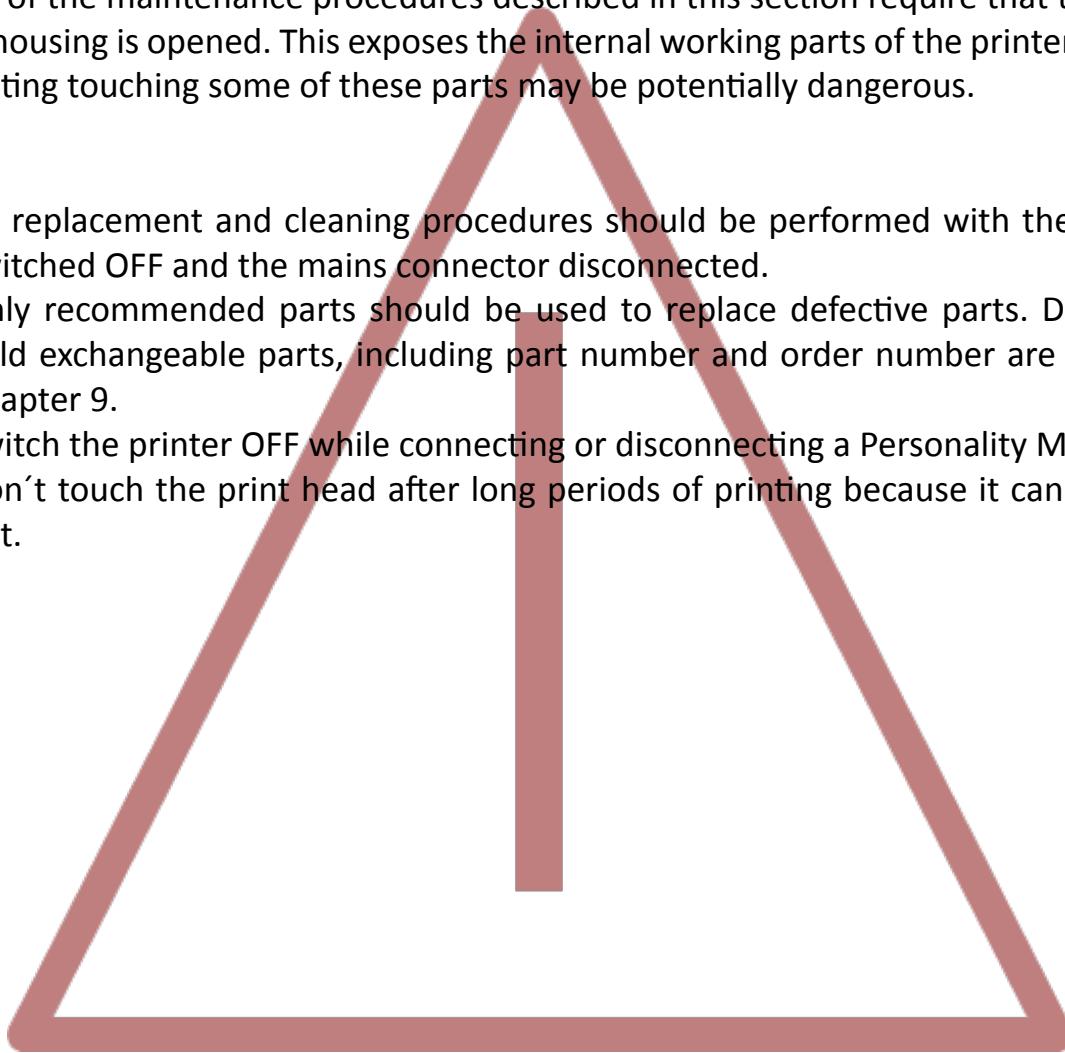 of the maintenance procedures described in this section require that
housing is opened. This exposes the internal working parts of the printer
ting touching some of these parts may be potentially dangerous.
replacement and cleaning procedures should be performed with the
itched OFF and the mains connector disconnected.
ly recommended parts should be used to replace defective parts. D
ld exchangeable parts, including part number and order number are
apter 9.
itch the printer OFF while connecting or disconnecting a Personality M
n´t touch the print head after long periods of printing because it can
t.